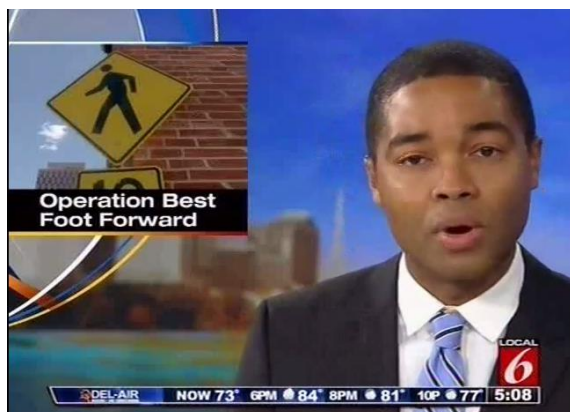 Operation Best
Foot Forward
LOCAL
6
DEL-AIR NOW 73° 6PM 84° 8PM 81° 10P 77° 5:08